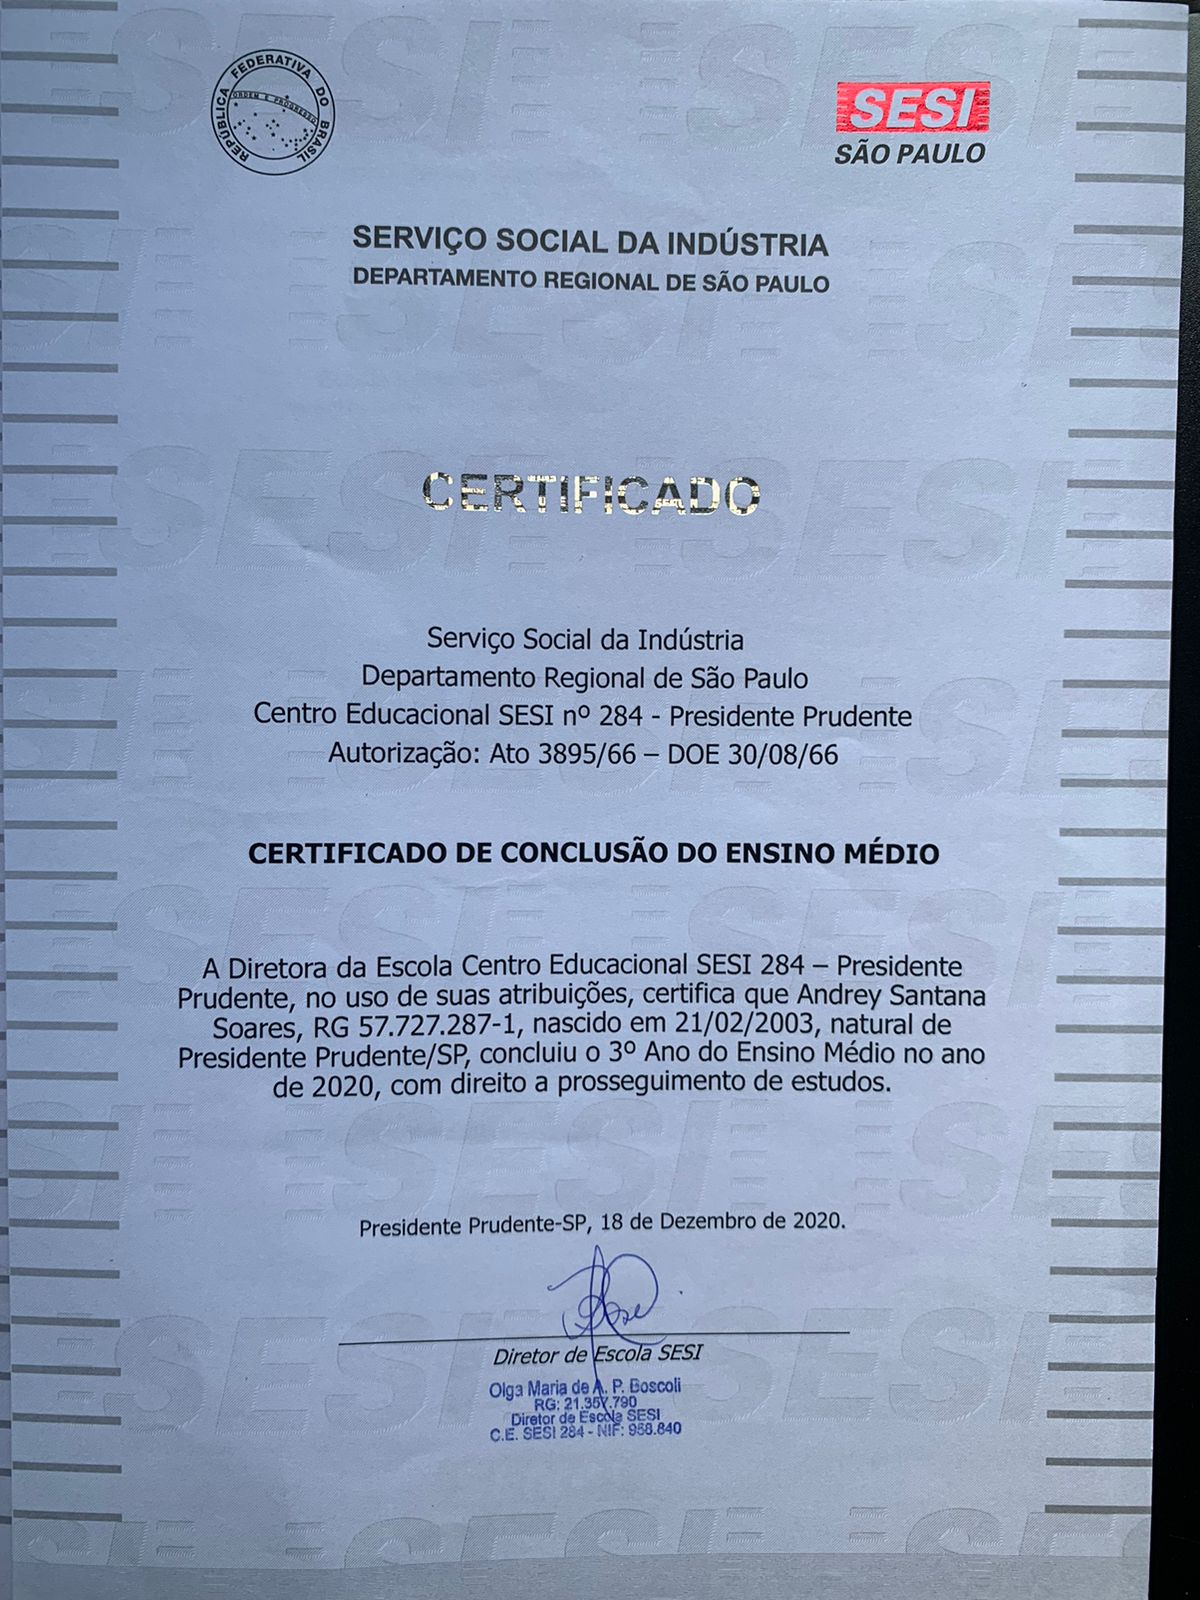 REPÚBLICA FEDERATIVA DO BRASIL
ORDEM E PROGRESSO
SESI
SÃO PAULO
SERVIÇO SOCIAL DA INDÚSTRIA
DEPARTAMENTO REGIONAL DE SÃO PAULO
CERTIFICADO
Serviço Social da Indústria
Departamento Regional de São Paulo
Centro Educacional SESI nº 284 - Presidente Prudente
Autorização: Ato 3895/66 – DOE 30/08/66
CERTIFICADO DE CONCLUSÃO DO ENSINO MÉDIO
A Diretora da Escola Centro Educacional SESI 284 – Presidente
Prudente, no uso de suas atribuições, certifica que Andrey Santana
Soares, RG 57.727.287-1, nascido em 21/02/2003, natural de
Presidente Prudente/SP, concluiu o 3º Ano do Ensino Médio no ano
de 2020, com direito a prosseguimento de estudos.
Presidente Prudente-SP, 18 de Dezembro de 2020.
Diretor de Escola SESI
Olga Maria de A. P. Boscoli
RG: 21.357.790
Diretor de Escola SESI
C.E. SESI 284 - NIF: 958.640